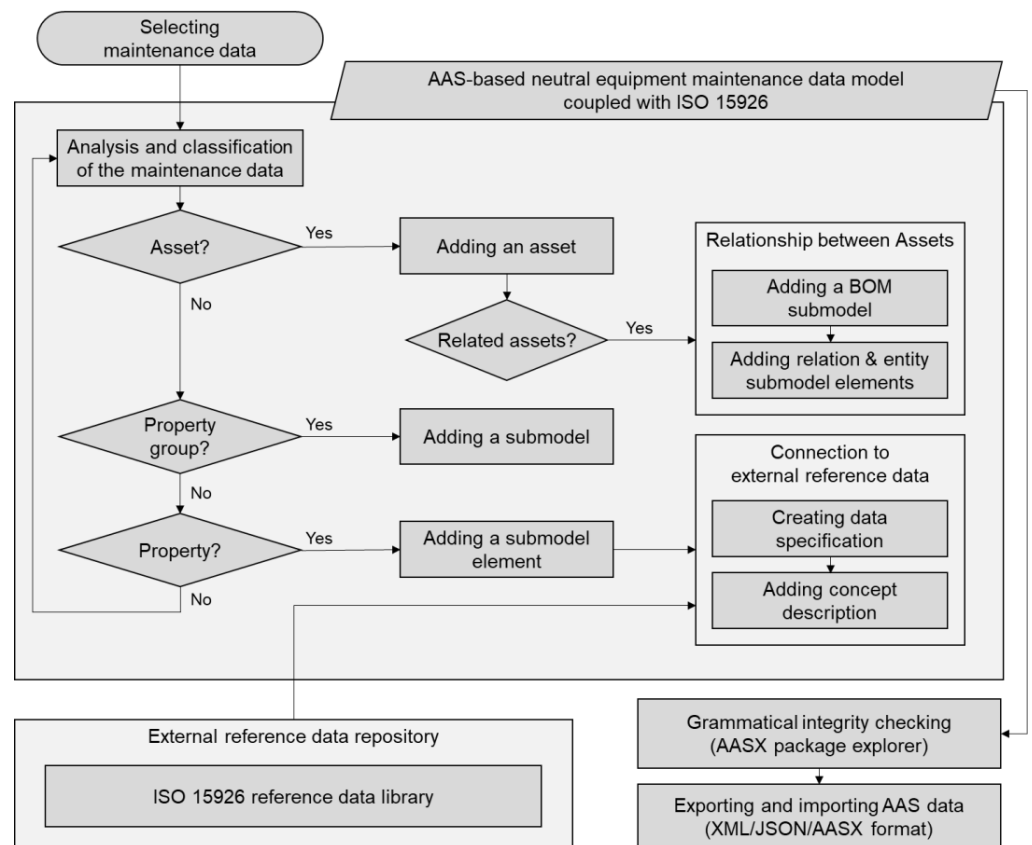 Selecting
maintenance data
AAS-based neutral equipment maintenance data model
coupled with ISO 15926
Analysis and classification
of the maintenance data
Asset?
Yes
Adding an asset
Relationship between Assets
Adding a BOM
submodel
No
Related assets?
Yes
Adding relation & entity
submodel elements
Property
group?
Yes
Adding a submodel
Connection to
external reference data
No
Creating data
specification
Property?
Yes
Adding a submodel
element
Adding concept
description
No
External reference data repository
ISO 15926 reference data library
Grammatical integrity checking
(AASX package explorer)
Exporting and importing AAS data
(XML/JSON/AASX format)